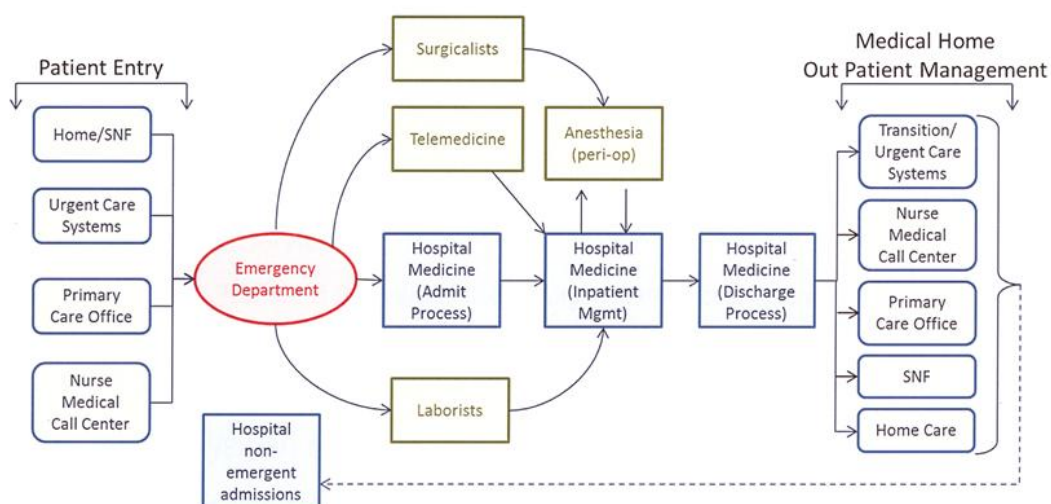 Patient Entry
Home/SNF
Urgent Care
Systems
Primary
Care Office
Nurse
Medical
Call Center
Emergency
Department
Surgicalists
Telemedicine
Anesthesia
(peri-op)
Hospital
Medicine
(Admit
Process)
Hospital
Medicine
(Inpatient
Mgmt)
Hospital
Medicine
(Discharge
Process)
Laborists
Hospital
non-
emergent
admissions
Medical Home
Out Patient Management
Transition/
Urgent Care
Systems
Nurse
Medical
Call Center
Primary
Care Office
SNF
Home Care